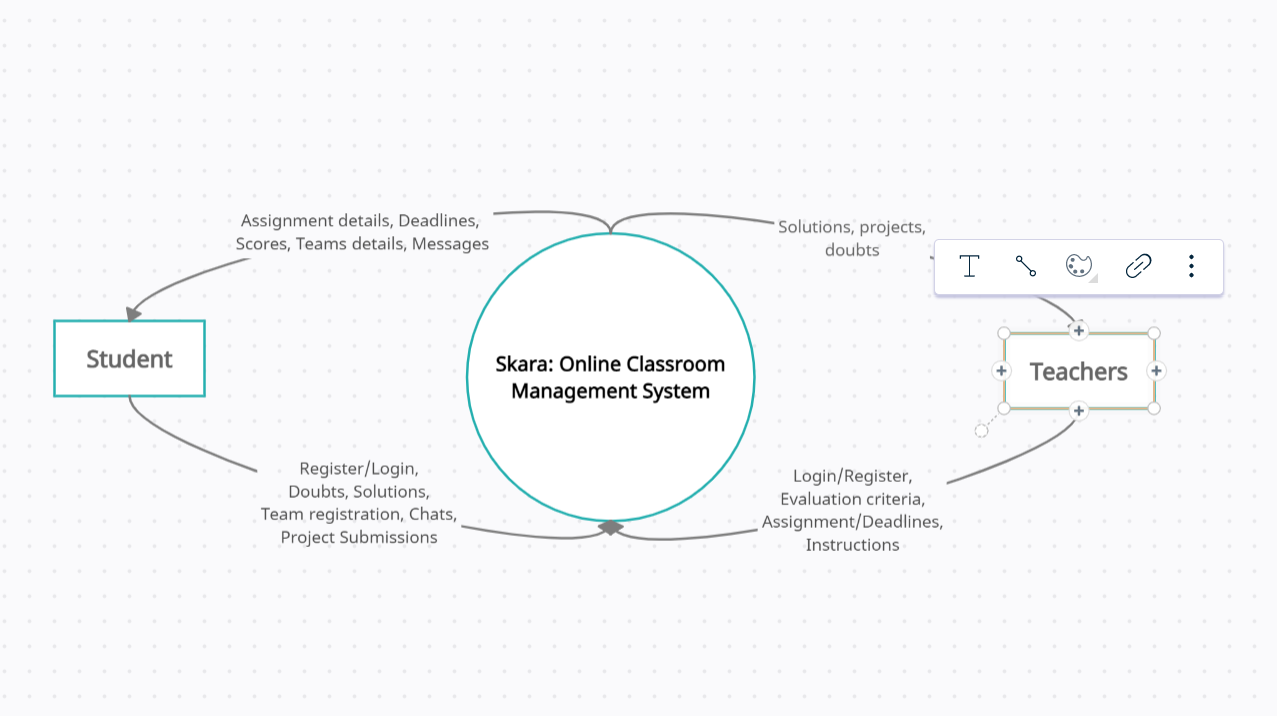 Assignment details, Deadlines,
Scores, Teams details, Messages
Solutions, projects,
doubts
Student
Skara: Online Classroom
Management System
Teachers
Register/Login,
Doubts, Solutions,
Team registration, Chats,
Project Submissions
Login/Register,
Evaluation criteria,
Assignment/Deadlines,
Instructions